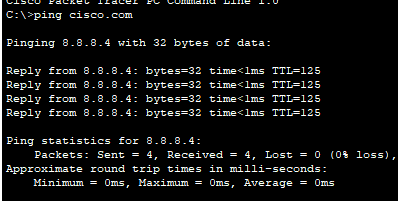 Cisco Packet Tracer PC Command Line 1.0
C:\>ping cisco.com
Pinging 8.8.8.4 with 32 bytes of data:
Reply from 8.8.8.4: bytes=32 time<1ms TTL=125
Reply from 8.8.8.4: bytes=32 time<1ms TTL=125
Reply from 8.8.8.4: bytes=32 time<1ms TTL=125
Reply from 8.8.8.4: bytes=32 time<1ms TTL=125
Ping statistics for 8.8.8.4:
Packets: Sent = 4, Received = 4, Lost = 0 (0% loss),
Approximate round trip times in milli-seconds:
Minimum = 0ms, Maximum = 0ms, Average = 0ms